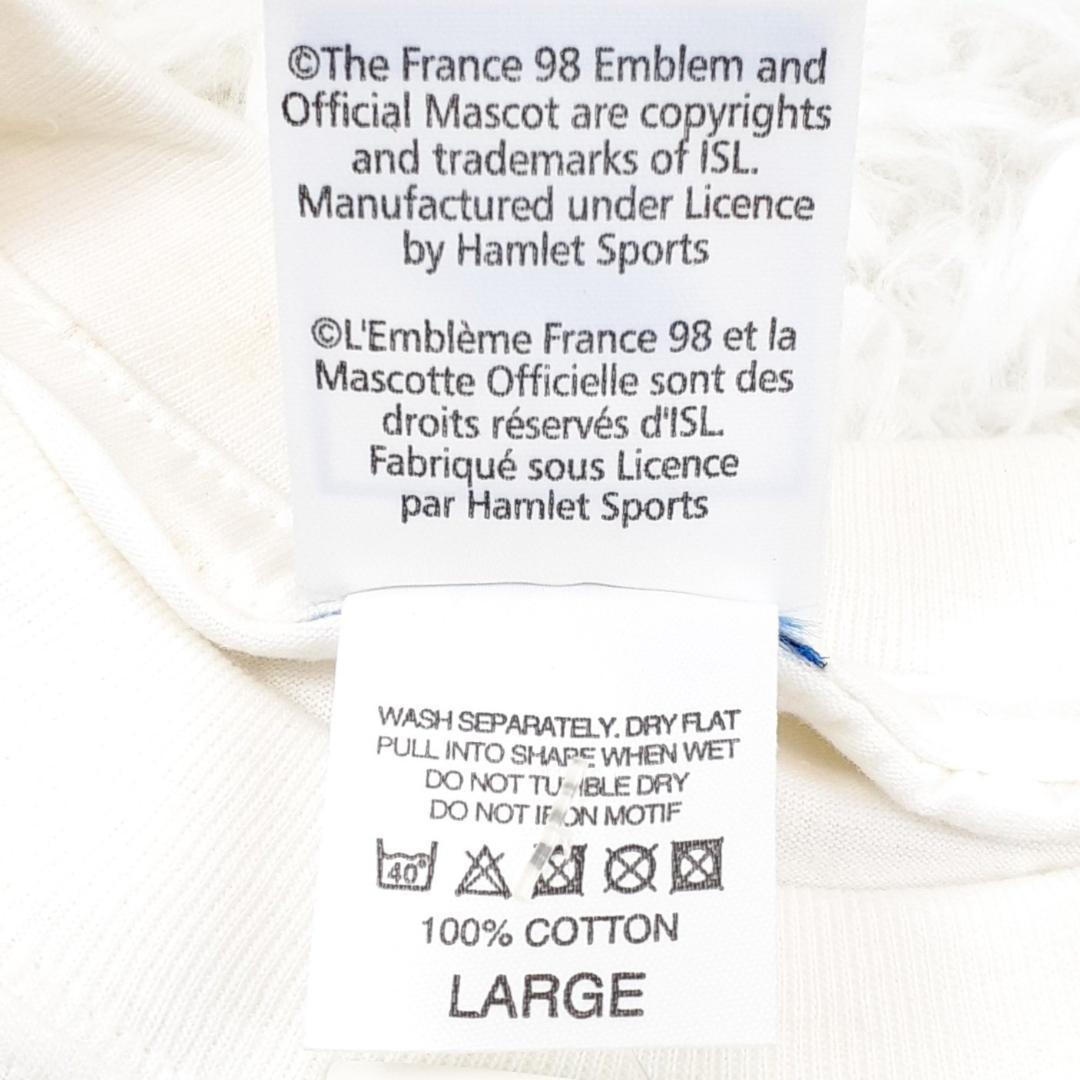 ©The France 98 Emblem and
Official Mascot are copyrights
and trademarks of ISL.
Manufactured under Licence
by Hamlet Sports
©L'Emblème France 98 et la
Mascotte Officielle sont des
droits réservés d'ISL.
Fabriqué sous Licence
par Hamlet Sports
WASH SEPARATELY. DRY FLAT
PULL INTO SHAPE WHEN WET
DO NOT TUMBLE DRY
DO NOT IRON MOTIF
40°
100% COTTON
LARGE